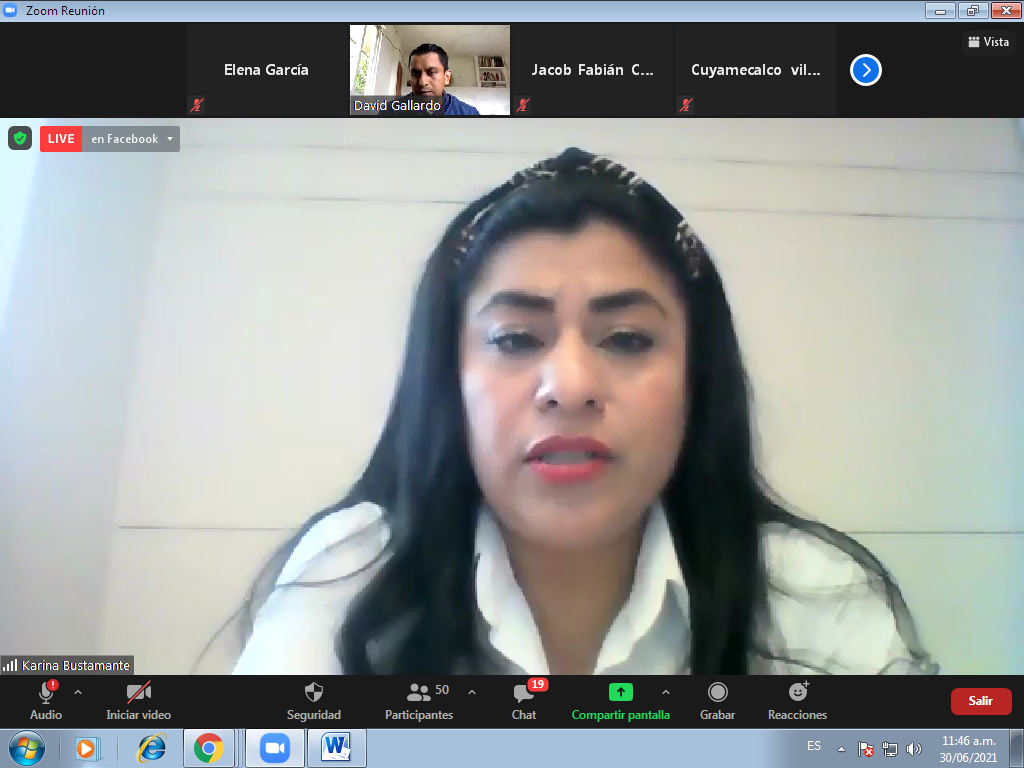 Zoom Reunión
Elena García
David Gallardo
Jacob Fabián C...
Cuyamecalco vil...
Vista
LIVE en Facebook
Karina Bustamante
Audio
Iniciar video
Seguridad
Participantes
50
Chat
19
Compartir pantalla
Grabar
Reacciones
Salir
ES
11:46 a.m.
30/06/2021